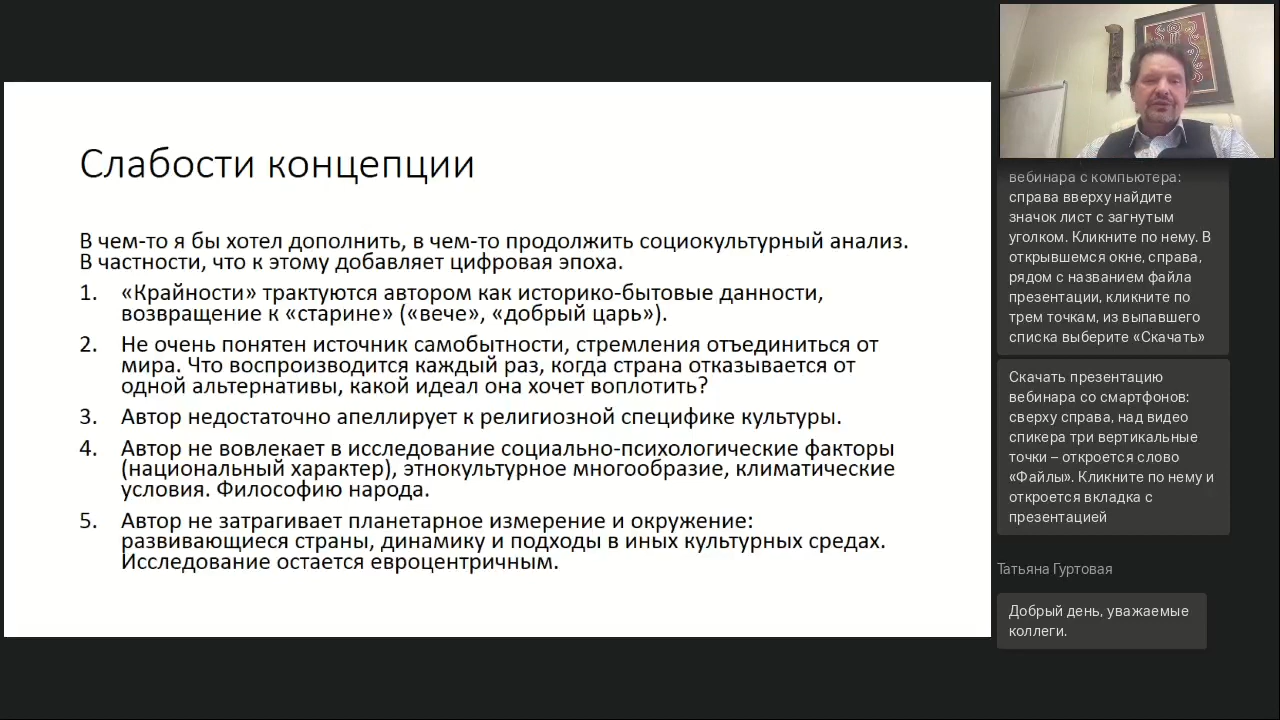 Слабости концепции
В чем-то я бы хотел дополнить, в чем-то продолжить социокультурный анализ.
В частности, что к этому добавляет цифровая эпоха.
1. «Крайности» трактуются автором как историко-бытовые данности,
возвращение к «старине» («вече», «добрый царь»).
2. Не очень понятен источник самобытности, стремления отъединиться от
мира. Что воспроизводится каждый раз, когда страна отказывается от
одной альтернативы, какой идеал она хочет воплотить?
3. Автор недостаточно апеллирует к религиозной специфике культуры.
4. Автор не вовлекает в исследование социально-психологические факторы
(национальный характер), этнокультурное многообразие, климатические
условия. Философию народа.
5. Автор не затрагивает планетарное измерение и окружение:
развивающиеся страны, динамику и подходы в иных культурных средах.
Исследование остается евроцентричным.
вебинара с компьютера:
справа вверху найдите
значок лист с загнутым
уголком. Кликните по нему. В
открывшемся окне, справа,
рядом с названием файла
презентации, кликните по
трем точкам, из выпавшего
списка выберите «Скачать»
Скачать презентацию
вебинара со смартфонов:
сверху справа, над видео
спикера три вертикальные
точки – откроется слово
«Файлы». Кликните по нему и
откроется вкладка с
презентацией
Татьяна Гуртовая
Добрый день, уважаемые
коллеги.